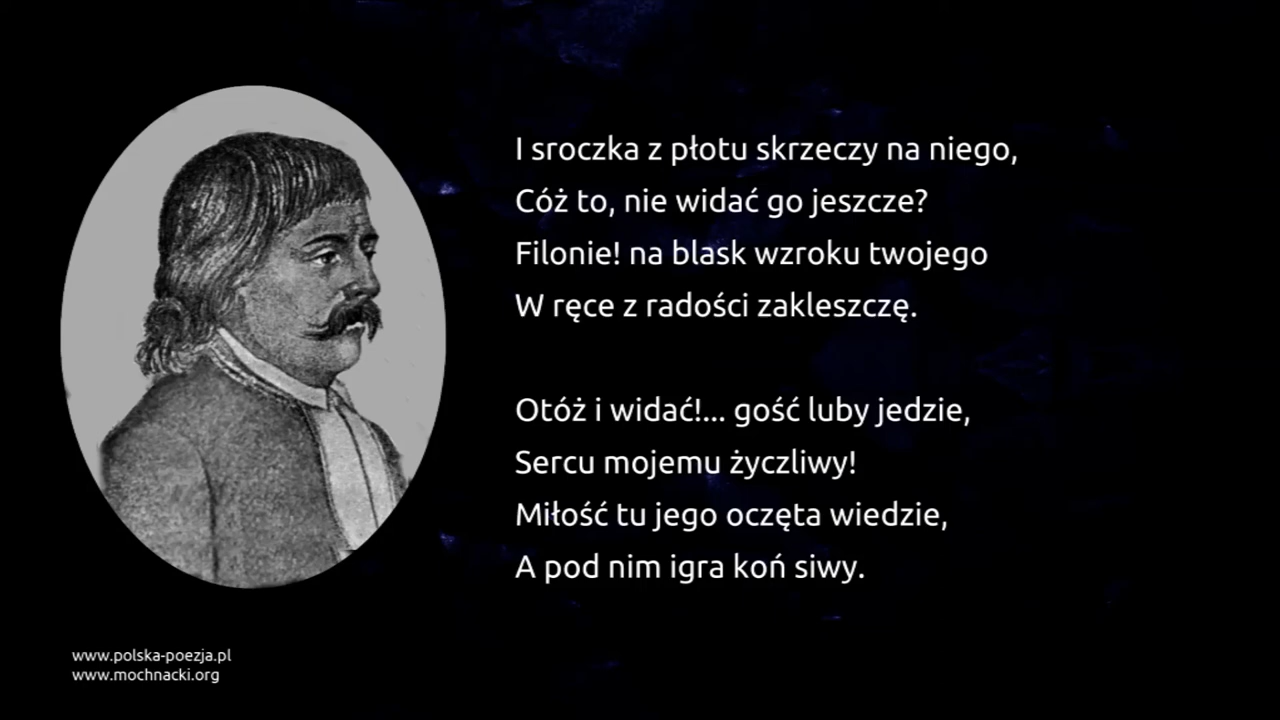 I sroczka z płotu skrzeczy na niego,
Cóż to, nie widać go jeszcze?
Filonie! na blask wzroku twojego
W ręce z radości zakleszczę.
Otóż i widać!... gość luby jedzie,
Sercu mojemu życzliwy!
Miłość tu jego oczęta wiedzie,
A pod nim igra koń siwy.
www.polska-poezja.pl
www.mochnacki.org